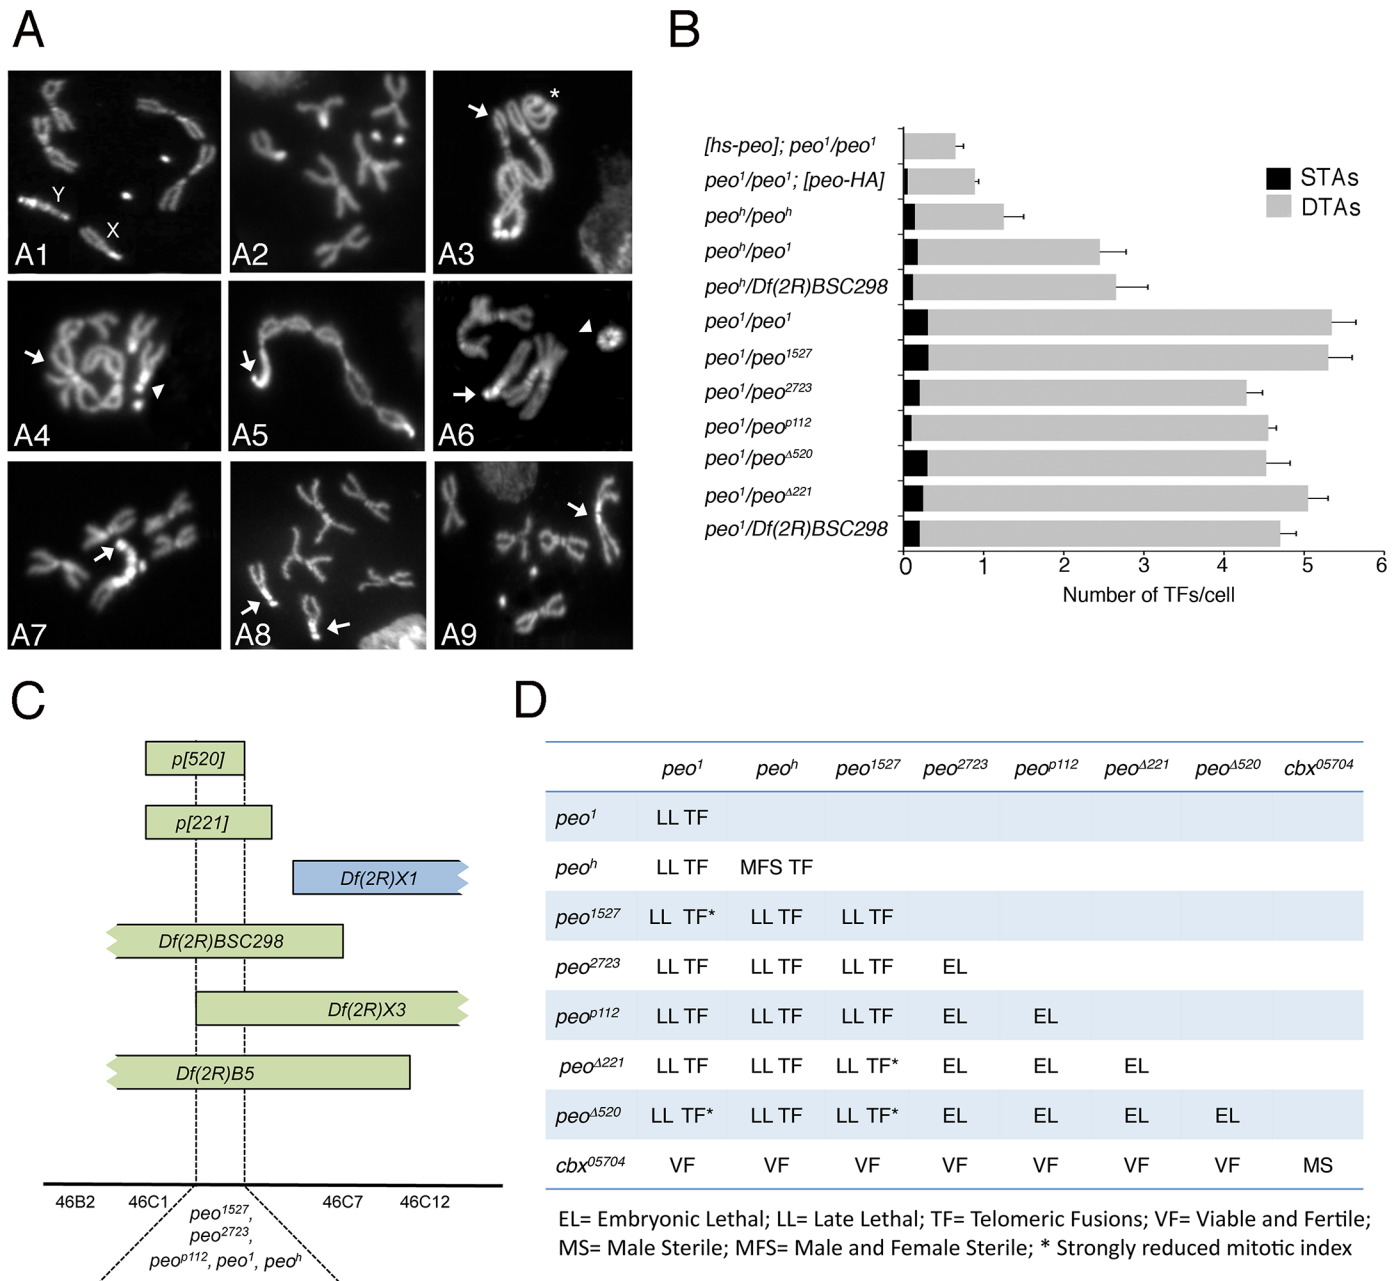 A
Y
X
A1
A2
*
A3
A4
A5
A6
A7
A8
A9
B
[hs-peo]; peo¹/peo¹
peo¹/peo¹; [peo-HA]
peoʰ/peoʰ
peoʰ/peo¹
peoʰ/Df(2R)BSC298
peo¹/peo¹
peo¹/peo¹⁵²⁷
peo¹/peo²⁷²³
peo¹/peoᵖ¹¹²
peo¹/peoᐃ⁵²⁰
peo¹/peoᐃ²²¹
peo¹/Df(2R)BSC298
STAs
DTAs
0 1 2 3 4 5 6
Number of TFs/cell
C
p[520]
p[221]
Df(2R)X1
Df(2R)BSC298
Df(2R)X3
Df(2R)B5
46B2 46C1 46C7 46C12
peo¹⁵²⁷,
peo²⁷²³,
peoᵖ¹¹², peo¹, peoʰ
D
peo¹ peoʰ peo¹⁵²⁷ peo²⁷²³ peoᵖ¹¹² peoᐃ²²¹ peoᐃ⁵²⁰ cbx⁰⁵⁷⁰⁴
peo¹ LL TF
peoʰ LL TF MFS TF
peo¹⁵²⁷ LL TF* LL TF LL TF
peo²⁷²³ LL TF LL TF LL TF EL
peoᵖ¹¹² LL TF LL TF LL TF EL EL
peoᐃ²²¹ LL TF LL TF LL TF* EL EL EL
peoᐃ⁵²⁰ LL TF* LL TF LL TF* EL EL EL EL
cbx⁰⁵⁷⁰⁴ VF VF VF VF VF VF VF MS
EL= Embryonic Lethal; LL= Late Lethal; TF= Telomeric Fusions; VF= Viable and Fertile;
MS= Male Sterile; MFS= Male and Female Sterile; * Strongly reduced mitotic index